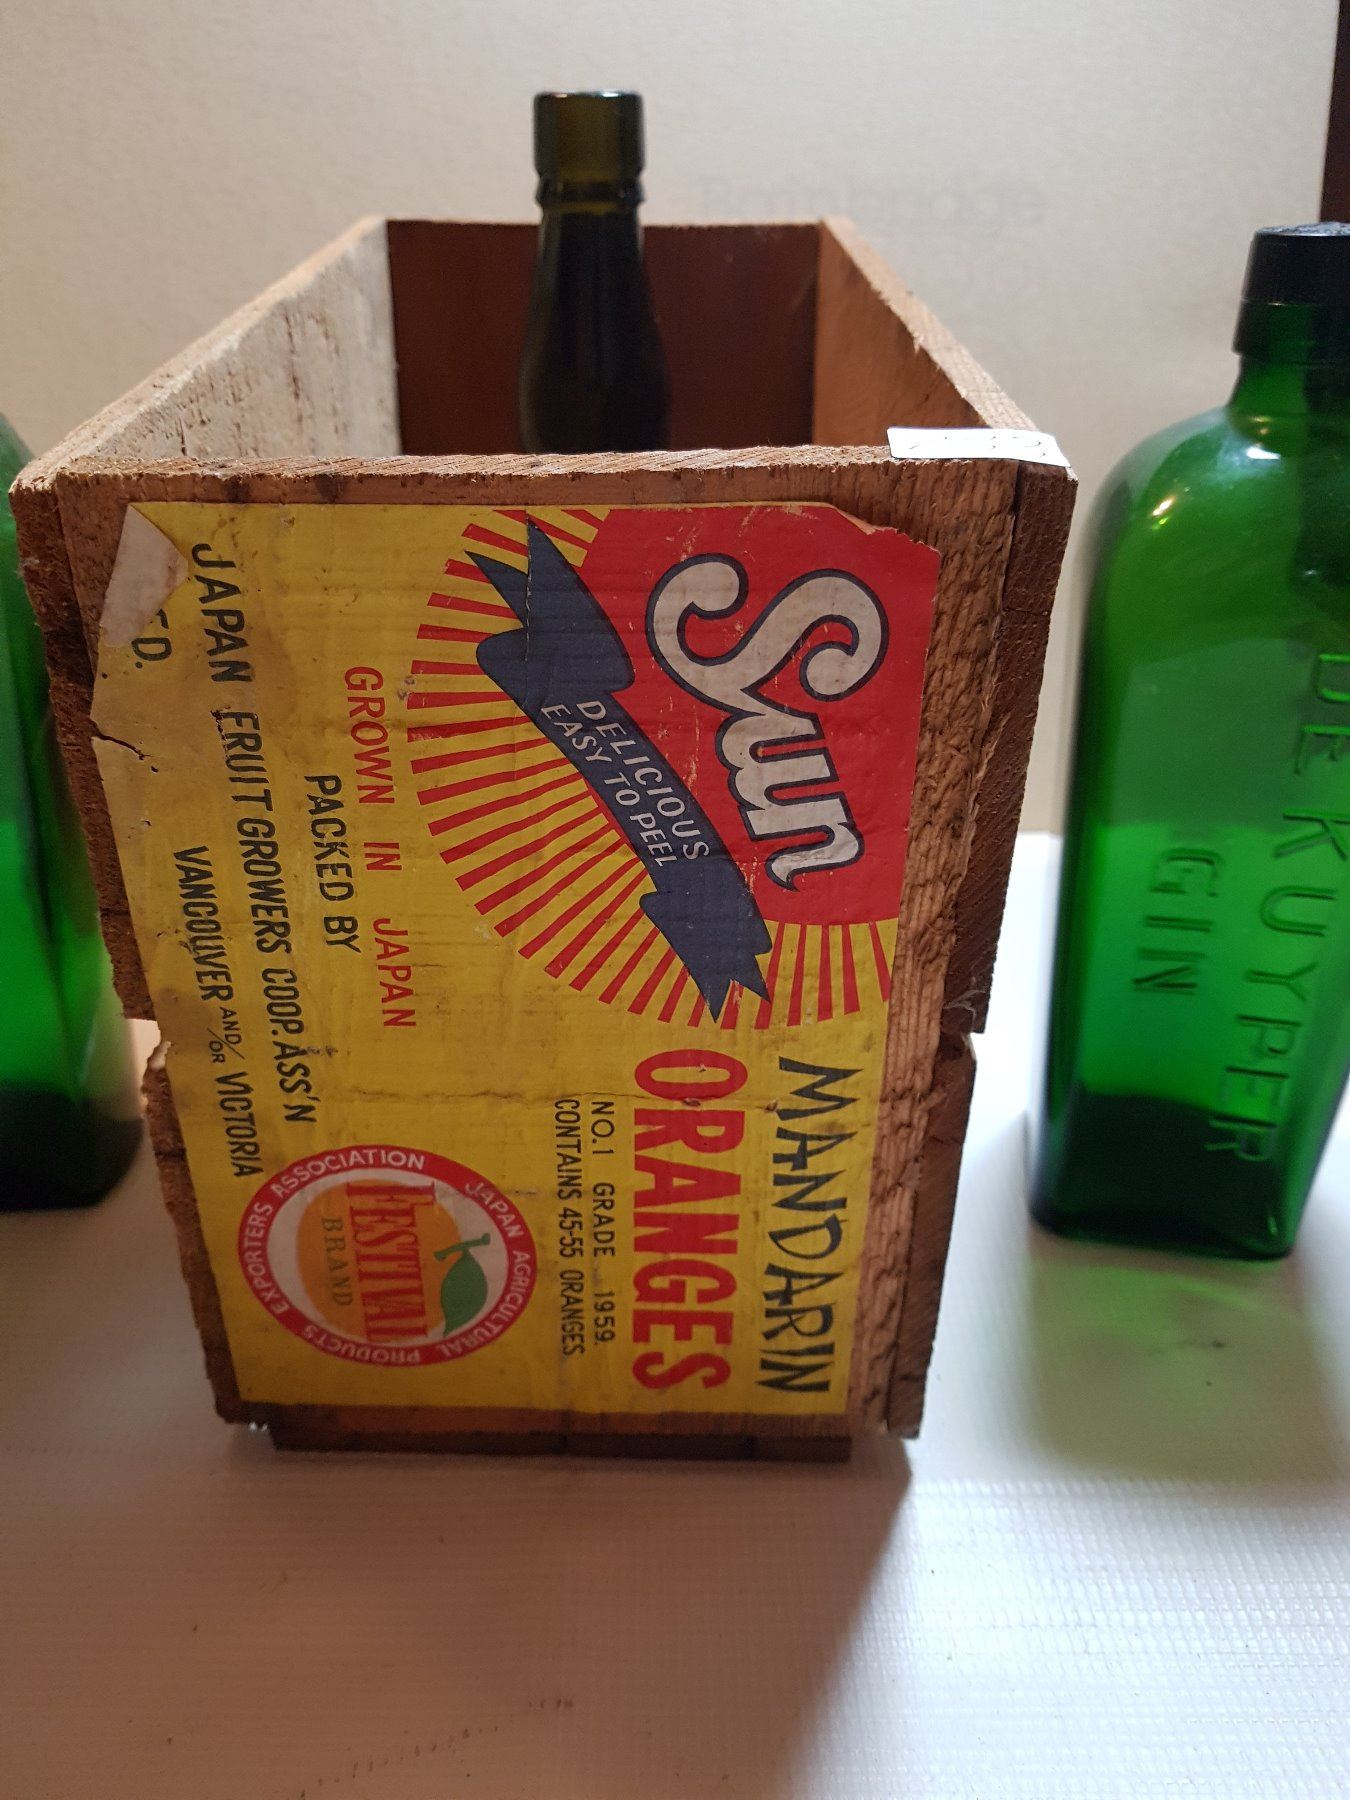 Sun
DELICIOUS
EASY TO PEEL
MANDARIN
ORANGES
NO. 1 GRADE 1959.
CONTAINS 45-55 ORANGES
GROWN IN JAPAN
PACKED BY
JAPAN FRUIT GROWERS COOP. ASS'N
VANCOUVER AND/OR VICTORIA
JAPAN AGRICULTURAL PRODUCTS EXPORTERS ASSOCIATION
FESTIVAL
BRAND
DE KUYPER
GIN